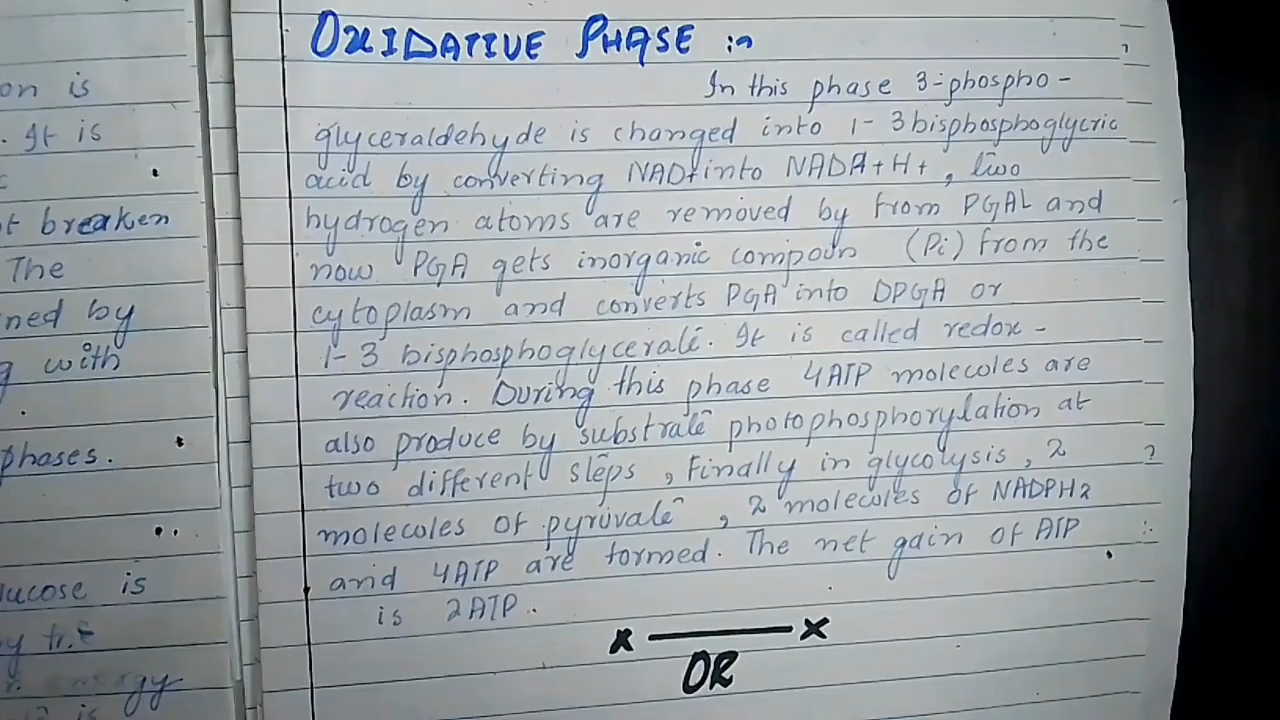 on is
. It is
t breaken
The
ned by
g with
phases.
lucose is
OXIDATIVE PHASE :-
In this phase 3-phospho-
glyceraldehyde is changed into 1-3 bisphosphoglycric
acid by converting NAD+ into NADA+H+, two
hydrogen atoms are removed by from PGAL and
now PGA gets inorganic compoun (Pi) from the
cytoplasm and converts PGA into DPGA or
1-3 bisphosphoglycerate. It is called redox-
reaction. During this phase 4ATP molecoles are
also produce by substrate photophosphorylation at
two different steps, Finally in glycolysis, 2
molecoles of pyruvate, 2 molecoles of NADPH2
and 4ATP are formed. The net gain of ATP
is 2ATP..
x — x
OR